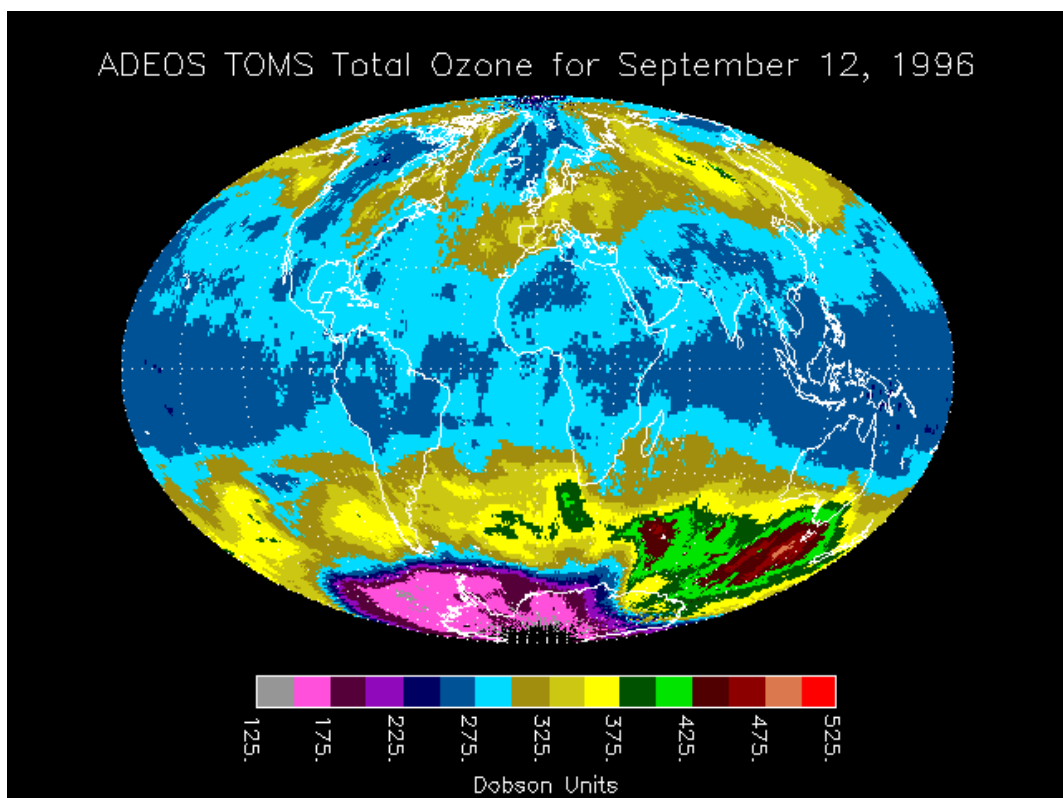 ADEOS TOMS Total Ozone for September 12, 1996
125. 175. 225. 275. 325. 375. 425. 475. 525.
Dobson Units